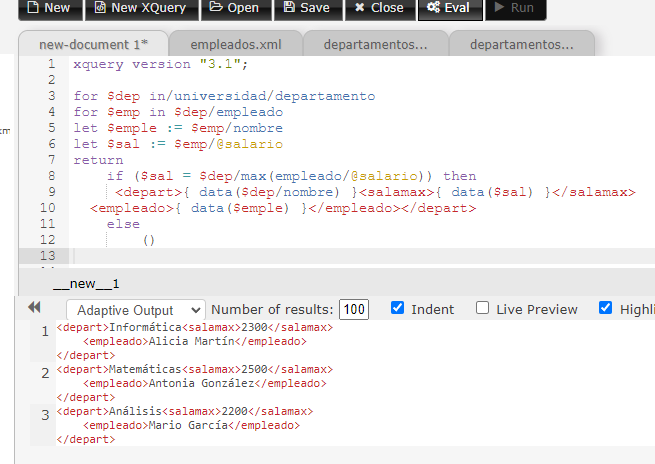 New New XQuery Open Save Close Eval Run
new-document 1* empleados.xml departamentos... departamentos...
1 xquery version "3.1";
2
3 for $dep in/universidad/departamento
4 for $emp in $dep/empleado
5 let $emple := $emp/nombre
6 let $sal := $emp/@salario
7 return
8 if ($sal = $dep/max(empleado/@salario)) then
9 <depart>{ data($dep/nombre) }<salamax>{ data($sal) }</salamax>
10 <empleado>{ data($emple) }</empleado></depart>
11 else
12 ()
13
__new__1
Adaptive Output Number of results: 100 Indent Live Preview Highli
1 <depart>Informática<salamax>2300</salamax>
<empleado>Alicia Martín</empleado>
</depart>
2 <depart>Matemáticas<salamax>2500</salamax>
<empleado>Antonia González</empleado>
</depart>
3 <depart>Análisis<salamax>2200</salamax>
<empleado>Mario García</empleado>
</depart>